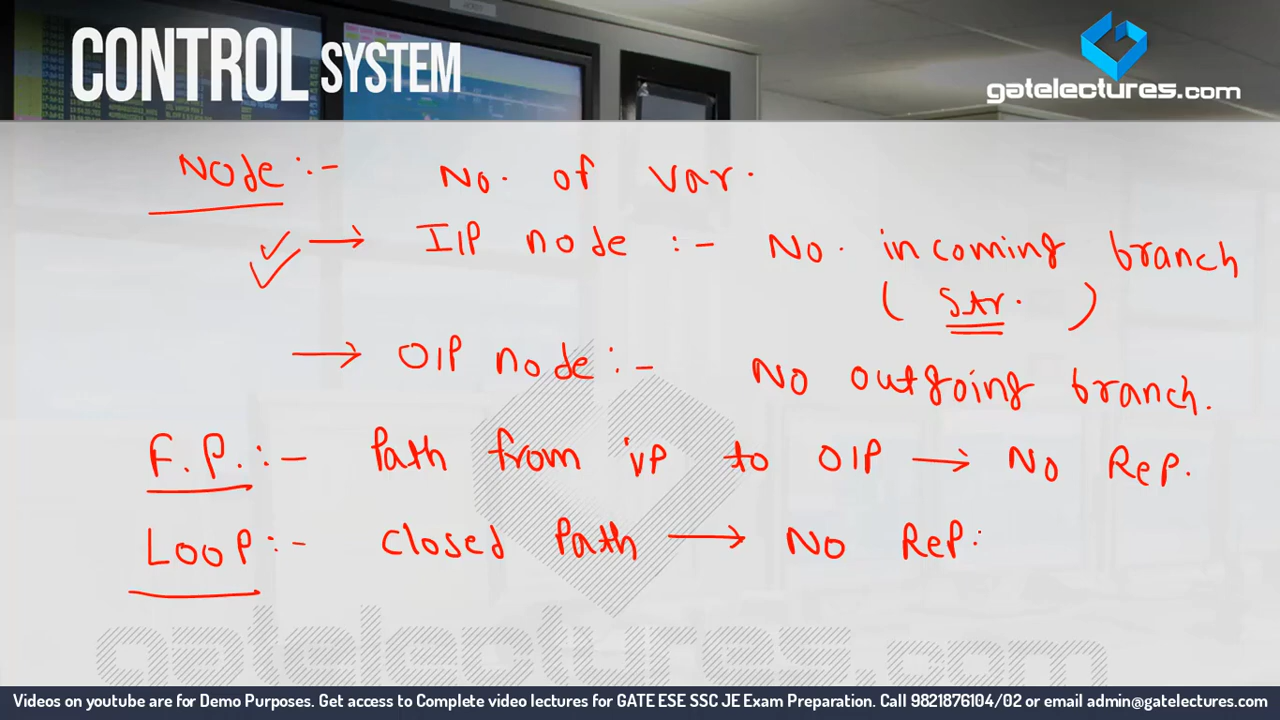 CONTROL SYSTEM
gatelectures.com
Node :- No. of Var.
→ I/P node :- No. incoming branch
( Str. )
→ O/P node :- No outgoing branch.
F.P. :- Path from i/P to O/P → No Rep.
Loop :- closed Path → No Rep.
gatelectures.com
Videos on youtube are for Demo Purposes. Get access to Complete video lectures for GATE ESE SSC JE Exam Preparation. Call 9821876104/02 or email admin@gatelectures.com